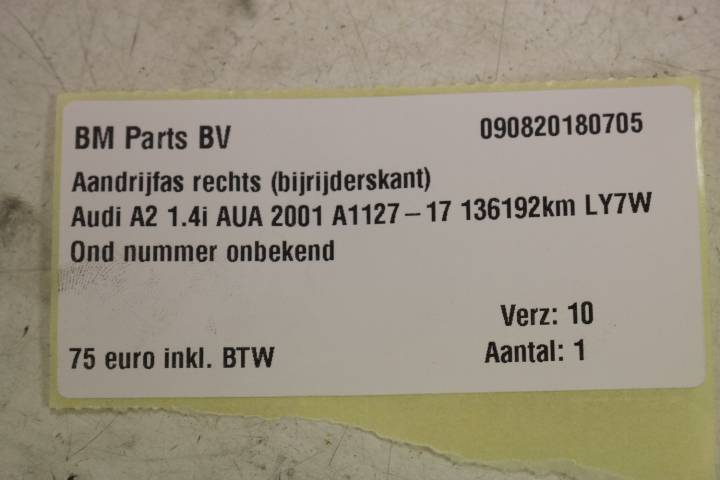 BM Parts BV 090820180705
Aandrijfas rechts (bijrijderskant)
Audi A2 1.4i AUA 2001 A1127-17 136192km LY7W
Ond nummer onbekend
Verz: 10
75 euro inkl. BTW Aantal: 1